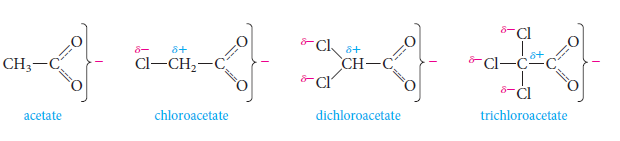 CH₃—C O O } −
δ− δ+ Cl—CH₂—C O O } −
δ− Cl δ− Cl δ+ CH—C O O } −
δ− Cl δ− Cl—C δ+ —C δ− Cl O O } −
acetate chloroacetate dichloroacetate trichloroacetate